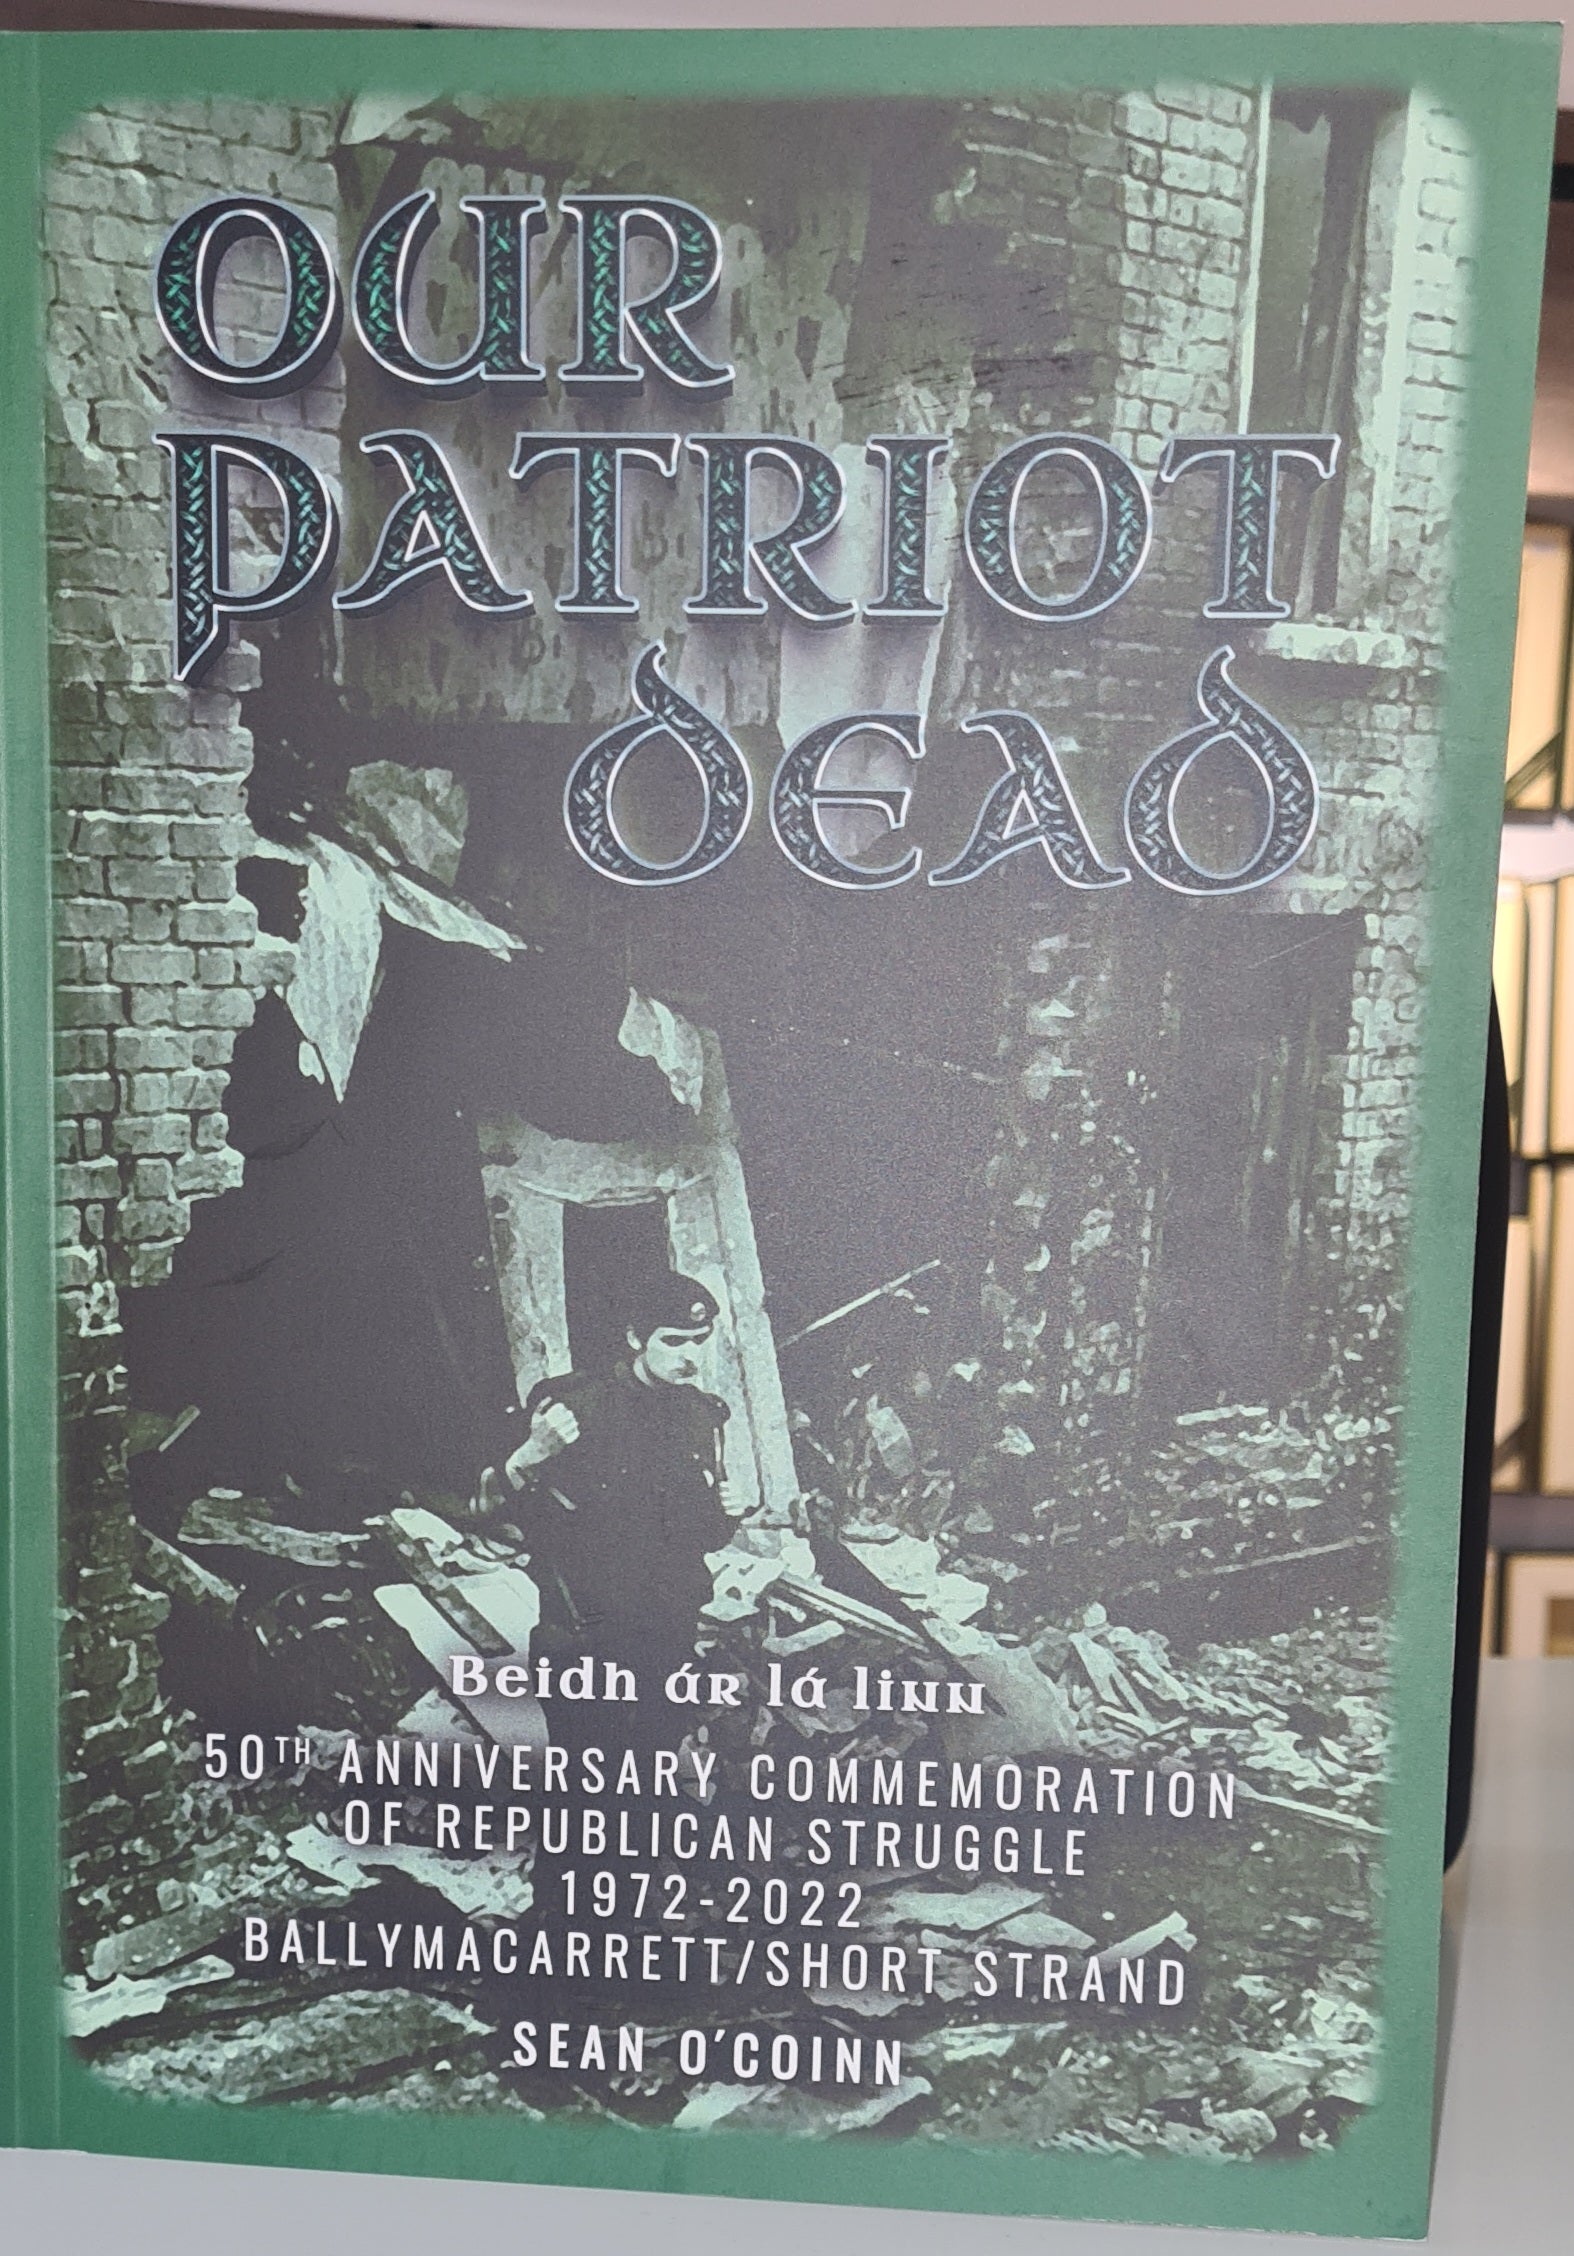 OUR
PATRIOT
DEAD
Beidh ár lá linn
50TH ANNIVERSARY COMMEMORATION
OF REPUBLICAN STRUGGLE
1972-2022
BALLYMACARRETT/SHORT STRAND
SEAN O'COINN